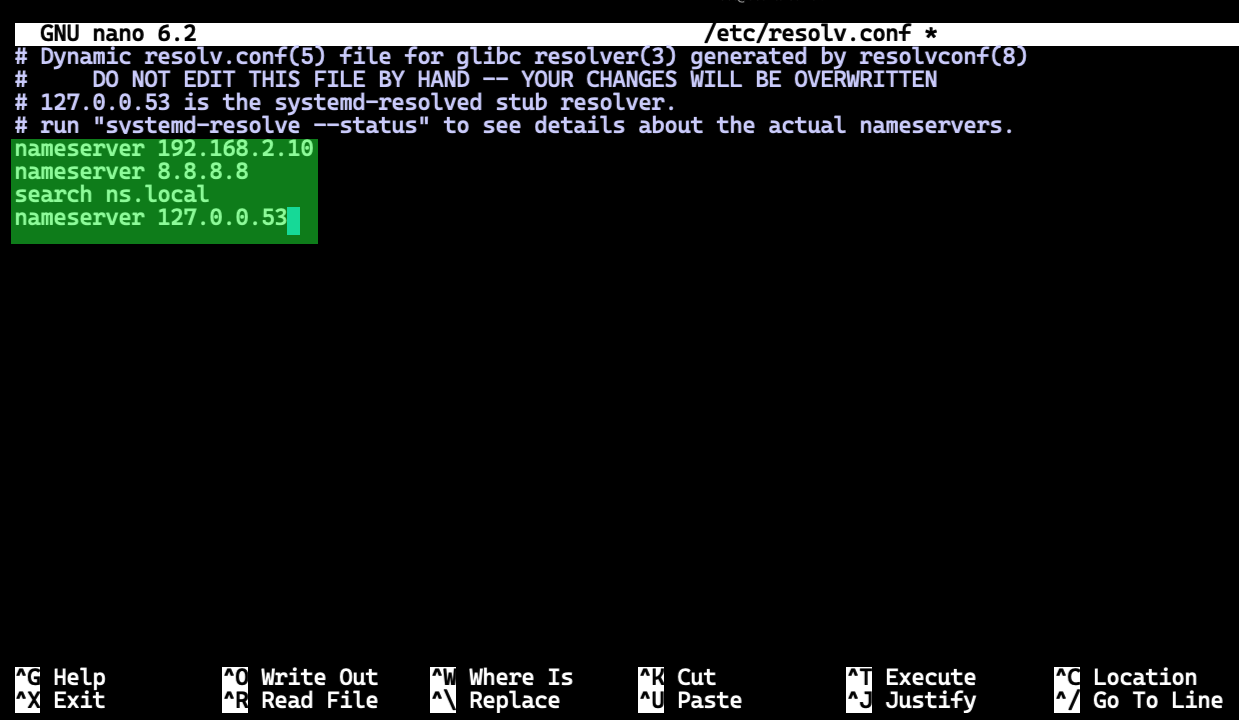 GNU nano 6.2 /etc/resolv.conf *
# Dynamic resolv.conf(5) file for glibc resolver(3) generated by resolvconf(8)
#     DO NOT EDIT THIS FILE BY HAND -- YOUR CHANGES WILL BE OVERWRITTEN
# 127.0.0.53 is the systemd-resolved stub resolver.
# run "systemd-resolve --status" to see details about the actual nameservers.
nameserver 192.168.2.10
nameserver 8.8.8.8
search ns.local
nameserver 127.0.0.53
^G Help ^O Write Out ^W Where Is ^K Cut ^T Execute ^C Location
^X Exit ^R Read File ^\ Replace ^U Paste ^J Justify ^/ Go To Line